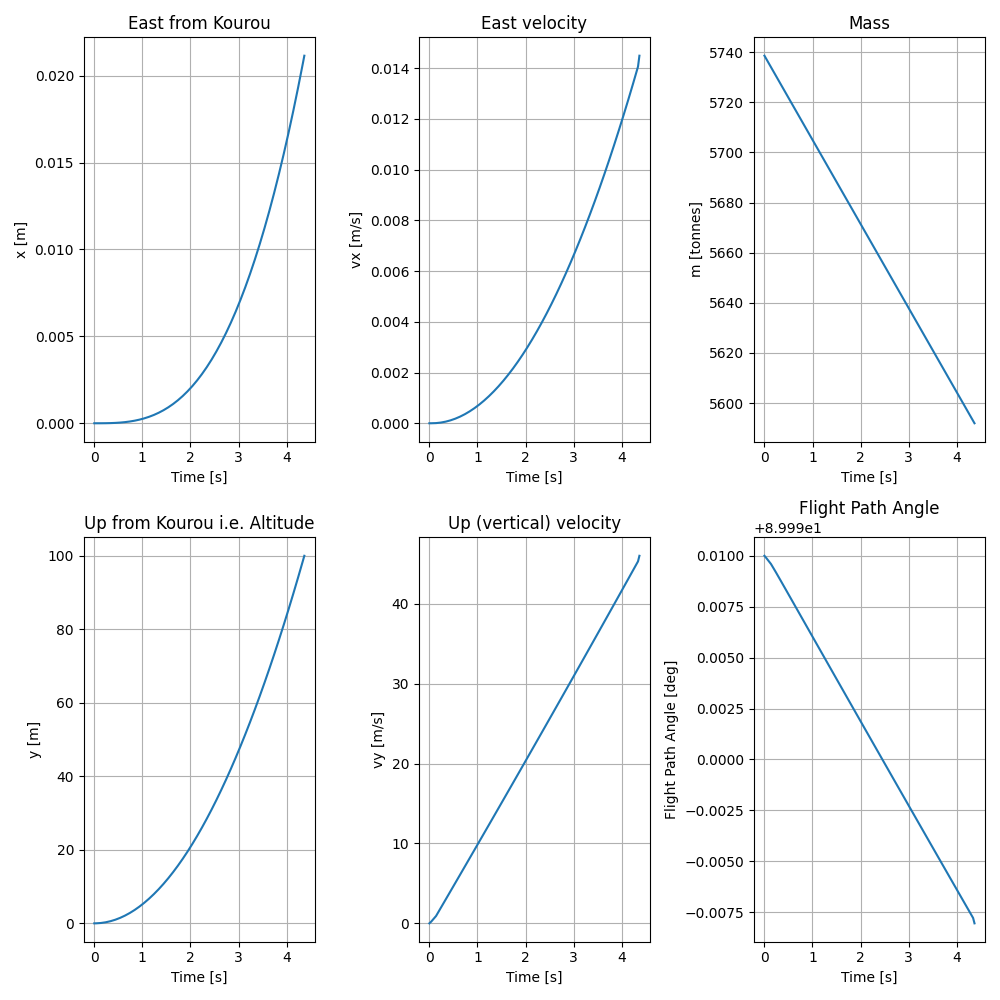 East from Kourou
x [m]
0.020
0.015
0.010
0.005
0.000
0 1 2 3 4
Time [s]
East velocity
vx [m/s]
0.014
0.012
0.010
0.008
0.006
0.004
0.002
0.000
0 1 2 3 4
Time [s]
Mass
m [tonnes]
5740
5720
5700
5680
5660
5640
5620
5600
0 1 2 3 4
Time [s]
Up from Kourou i.e. Altitude
y [m]
100
80
60
40
20
0
0 1 2 3 4
Time [s]
Up (vertical) velocity
vy [m/s]
40
30
20
10
0
0 1 2 3 4
Time [s]
Flight Path Angle
+8.999e1
Flight Path Angle [deg]
0.0100
0.0075
0.0050
0.0025
0.0000
−0.0025
−0.0050
−0.0075
0 1 2 3 4
Time [s]